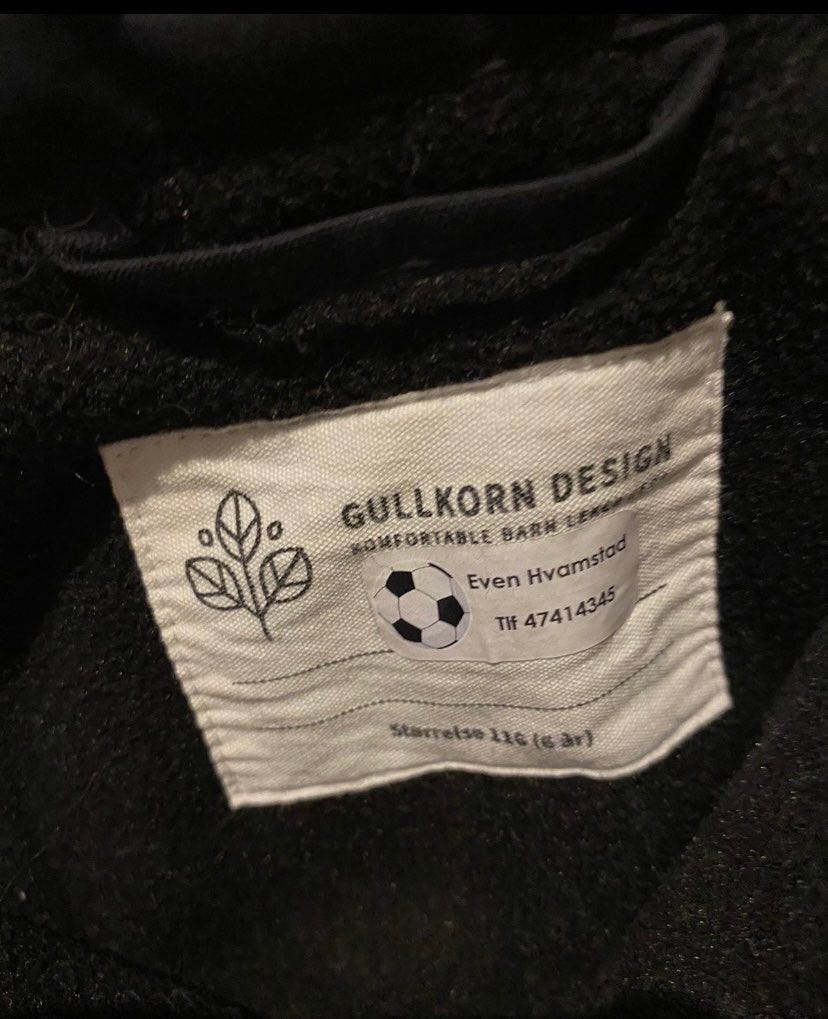 GULLKORN DESIGN
KOMFORTABLE BARN
Even Hvamstad
Tlf 47414345
Størrelse 116 (6 år)